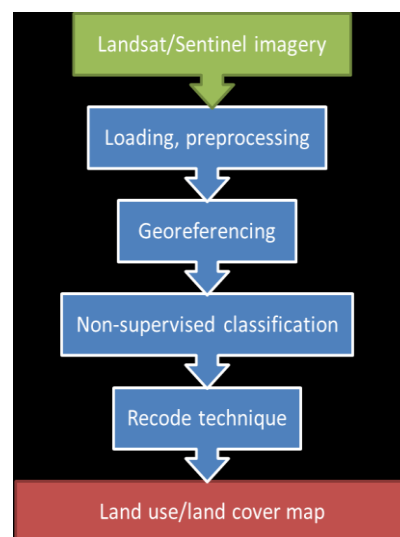 Landsat/Sentinel imagery
Loading, preprocessing
Georeferencing
Non-supervised classification
Recode technique
Land use/land cover map